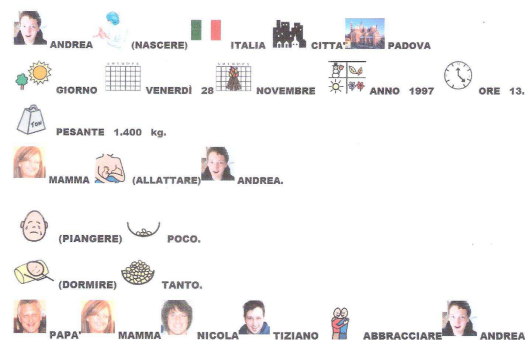 ANDREA (NASCERE) ITALIA CITTA' PADOVA
GIORNO VENERDÌ 28 NOVEMBRE ANNO 1997 ORE 13.
TON PESANTE 1.400 kg.
MAMMA (ALLATTARE) ANDREA.
(PIANGERE) POCO.
(DORMIRE) TANTO.
PAPA' MAMMA NICOLA TIZIANO ABBRACCIARE ANDREA